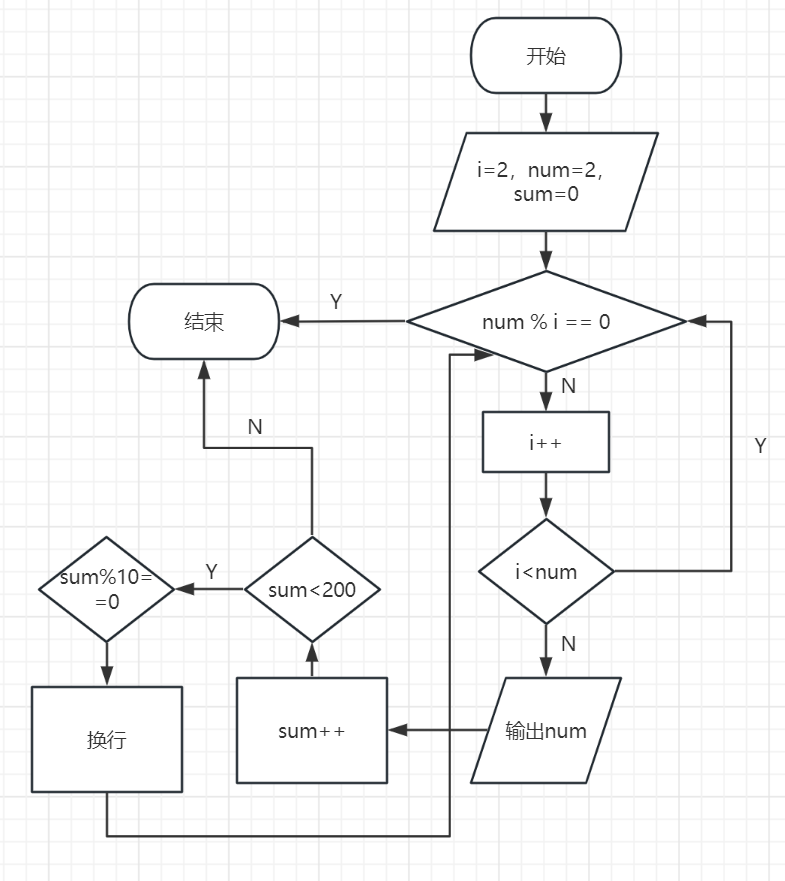 开始
i=2，num=2，
sum=0
Y
结束
num % i == 0
N
N
i++
Y
sum%10=
=0
Y
sum<200
i<num
N
换行
sum++
输出num